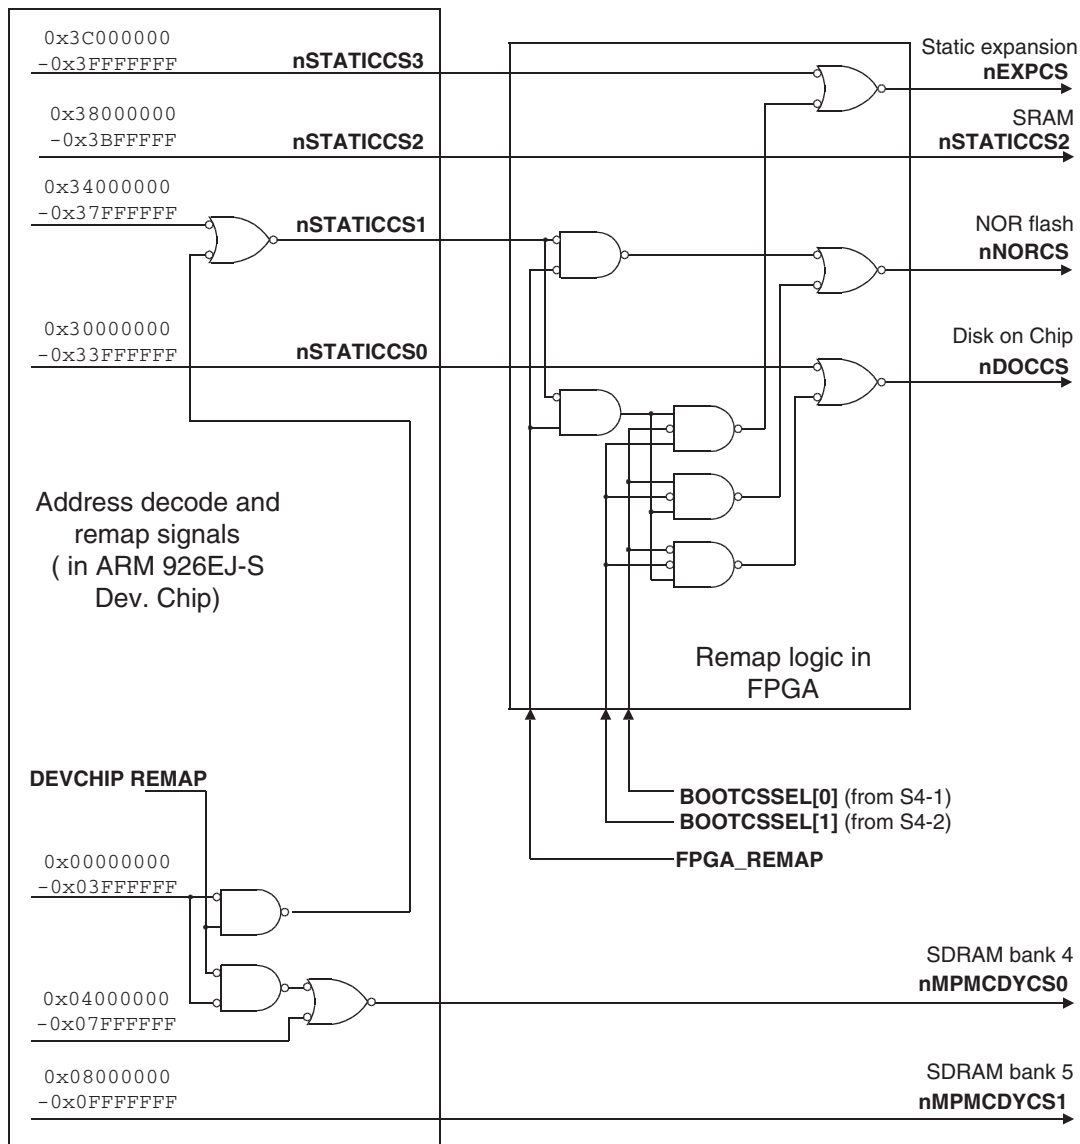 0x3C000000
-0x3FFFFFFF
nSTATICCS3
Static expansion
nEXPCS
0x38000000
-0x3BFFFFFF
nSTATICCS2
SRAM
nSTATICCS2
0x34000000
-0x37FFFFFF
nSTATICCS1
NOR flash
nNORCS
0x30000000
-0x33FFFFFF
nSTATICCS0
Disk on Chip
nDOCCS
Address decode and
remap signals
( in ARM 926EJ-S
Dev. Chip)
Remap logic in
FPGA
DEVCHIP REMAP
BOOTCSSEL[0] (from S4-1)
BOOTCSSEL[1] (from S4-2)
FPGA_REMAP
0x00000000
-0x03FFFFFF
SDRAM bank 4
nMPMCDYCS0
0x04000000
-0x07FFFFFF
0x08000000
-0x0FFFFFFF
SDRAM bank 5
nMPMCDYCS1